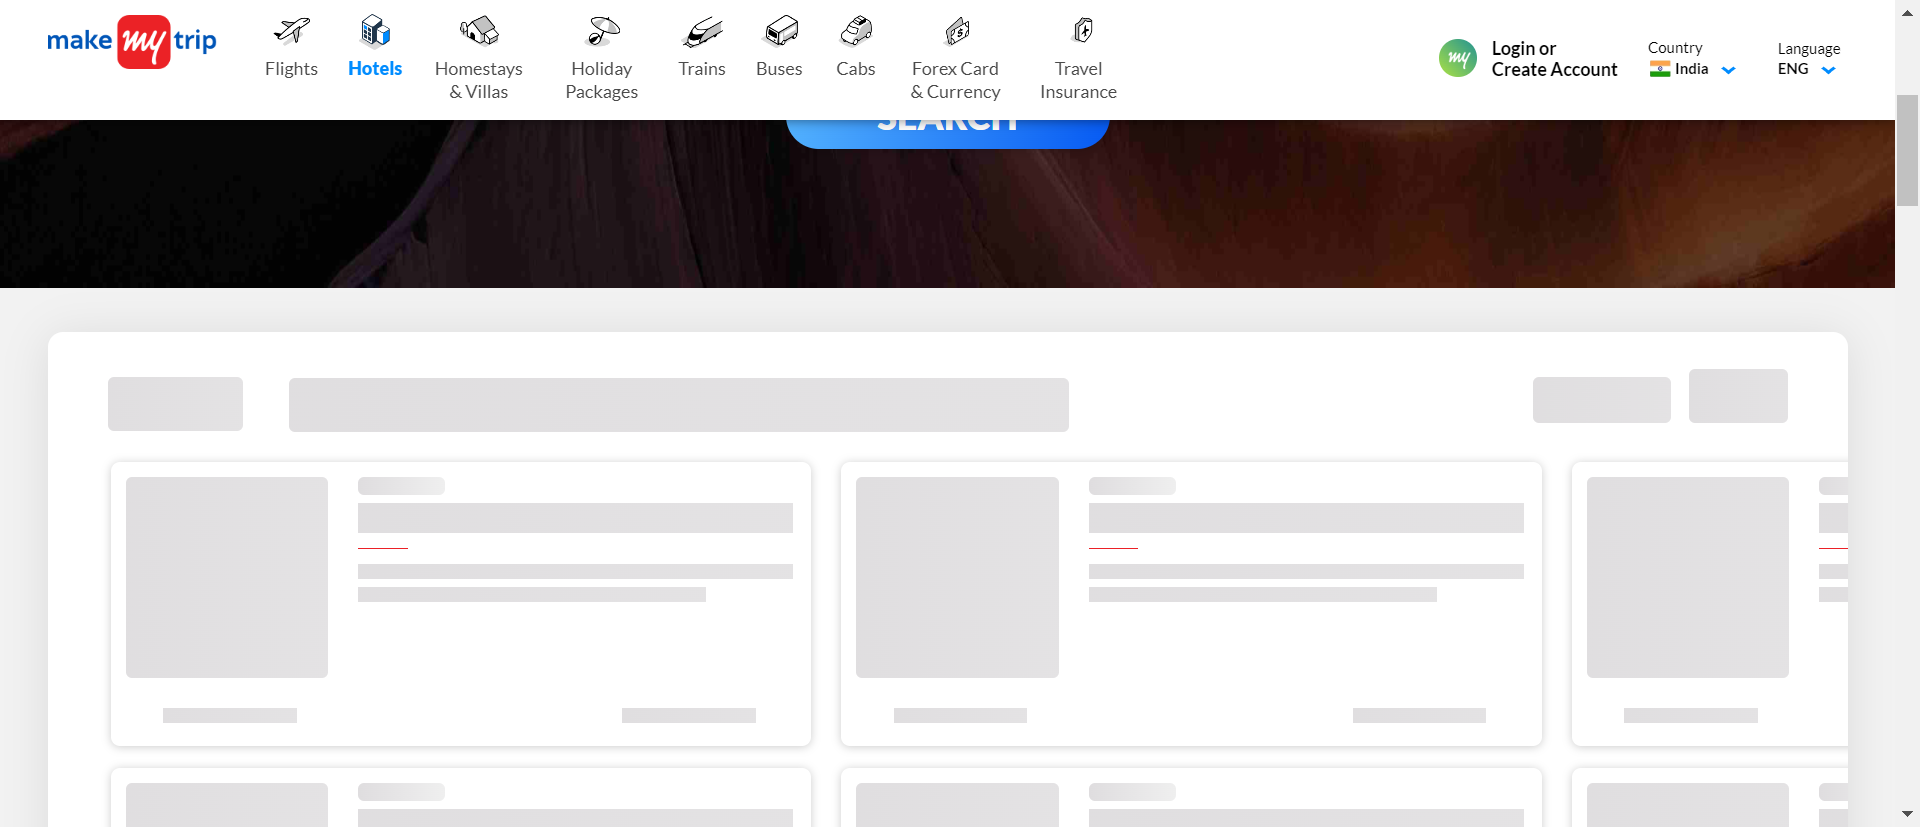 make my trip
Flights
Hotels
Homestays
& Villas
Holiday
Packages
Trains
Buses
Cabs
Forex Card
& Currency
Travel
Insurance
my
Login or
Create Account
Country
India
Language
ENG
SEARCH